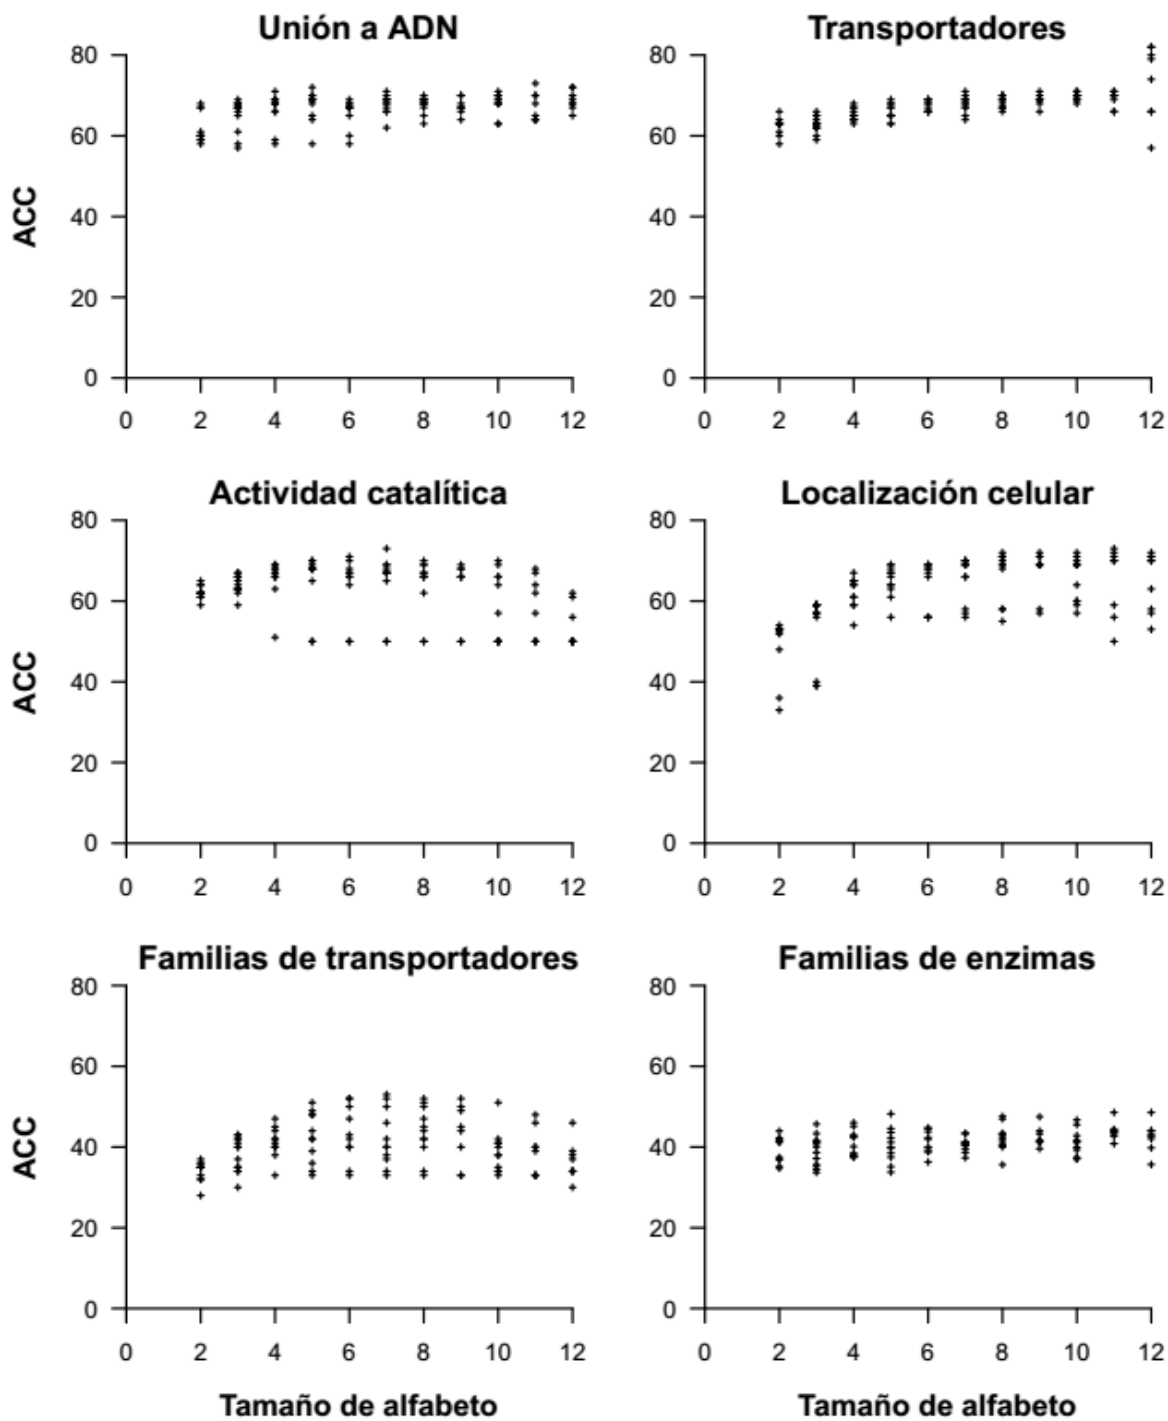 Unión a ADN
Transportadores
80
60
40
20
0
ACC
0 2 4 6 8 10 12
80
60
40
20
0
0 2 4 6 8 10 12
Actividad catalítica
Localización celular
80
60
40
20
0
ACC
0 2 4 6 8 10 12
80
60
40
20
0
0 2 4 6 8 10 12
Familias de transportadores
Familias de enzimas
80
60
40
20
0
ACC
0 2 4 6 8 10 12
Tamaño de alfabeto
80
60
40
20
0
0 2 4 6 8 10 12
Tamaño de alfabeto